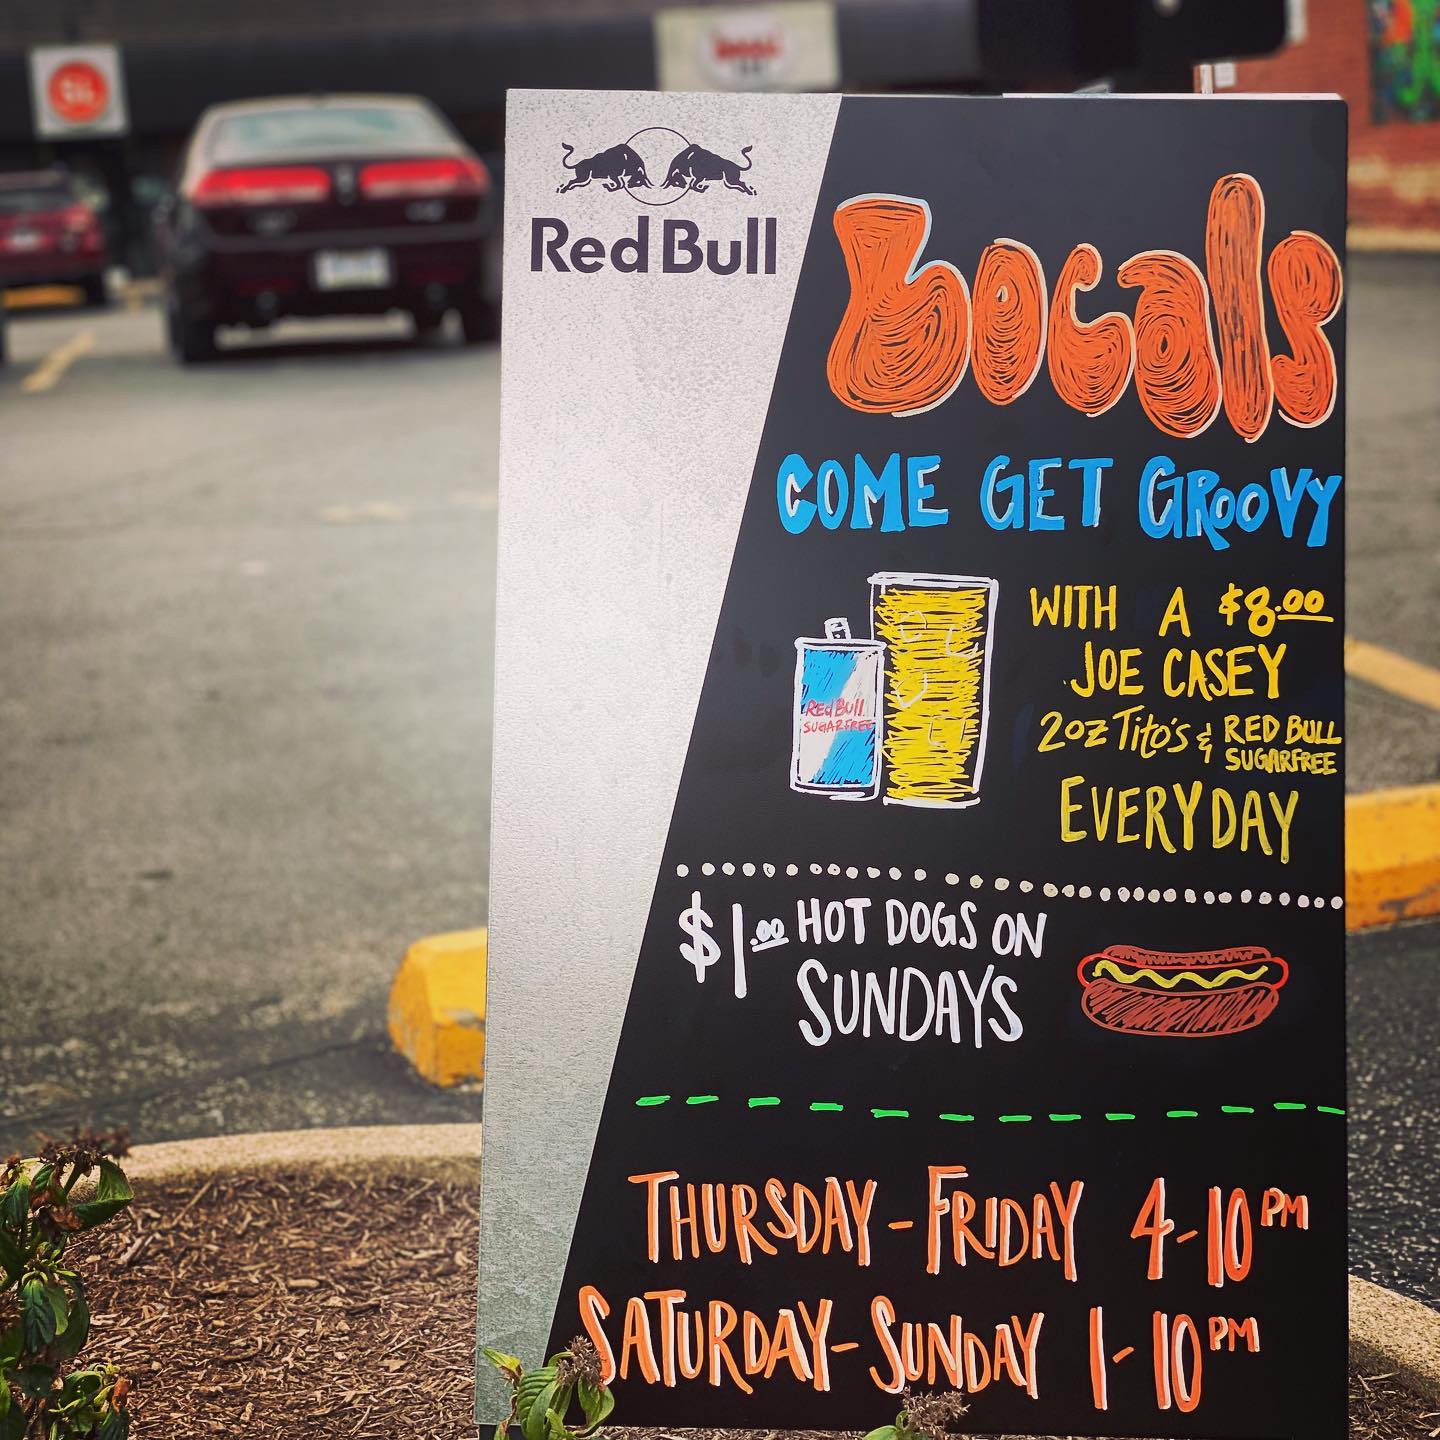 Red Bull
Locals
COME GET GROOVY
WITH A $8.00
JOE CASEY
2oz Tito's & RED BULL
SUGARFREE
EVERYDAY
Red Bull
SUGARFREE
$1.00 HOT DOGS ON
SUNDAYS
THURSDAY-FRIDAY 4-10PM
SATURDAY-SUNDAY 1-10PM